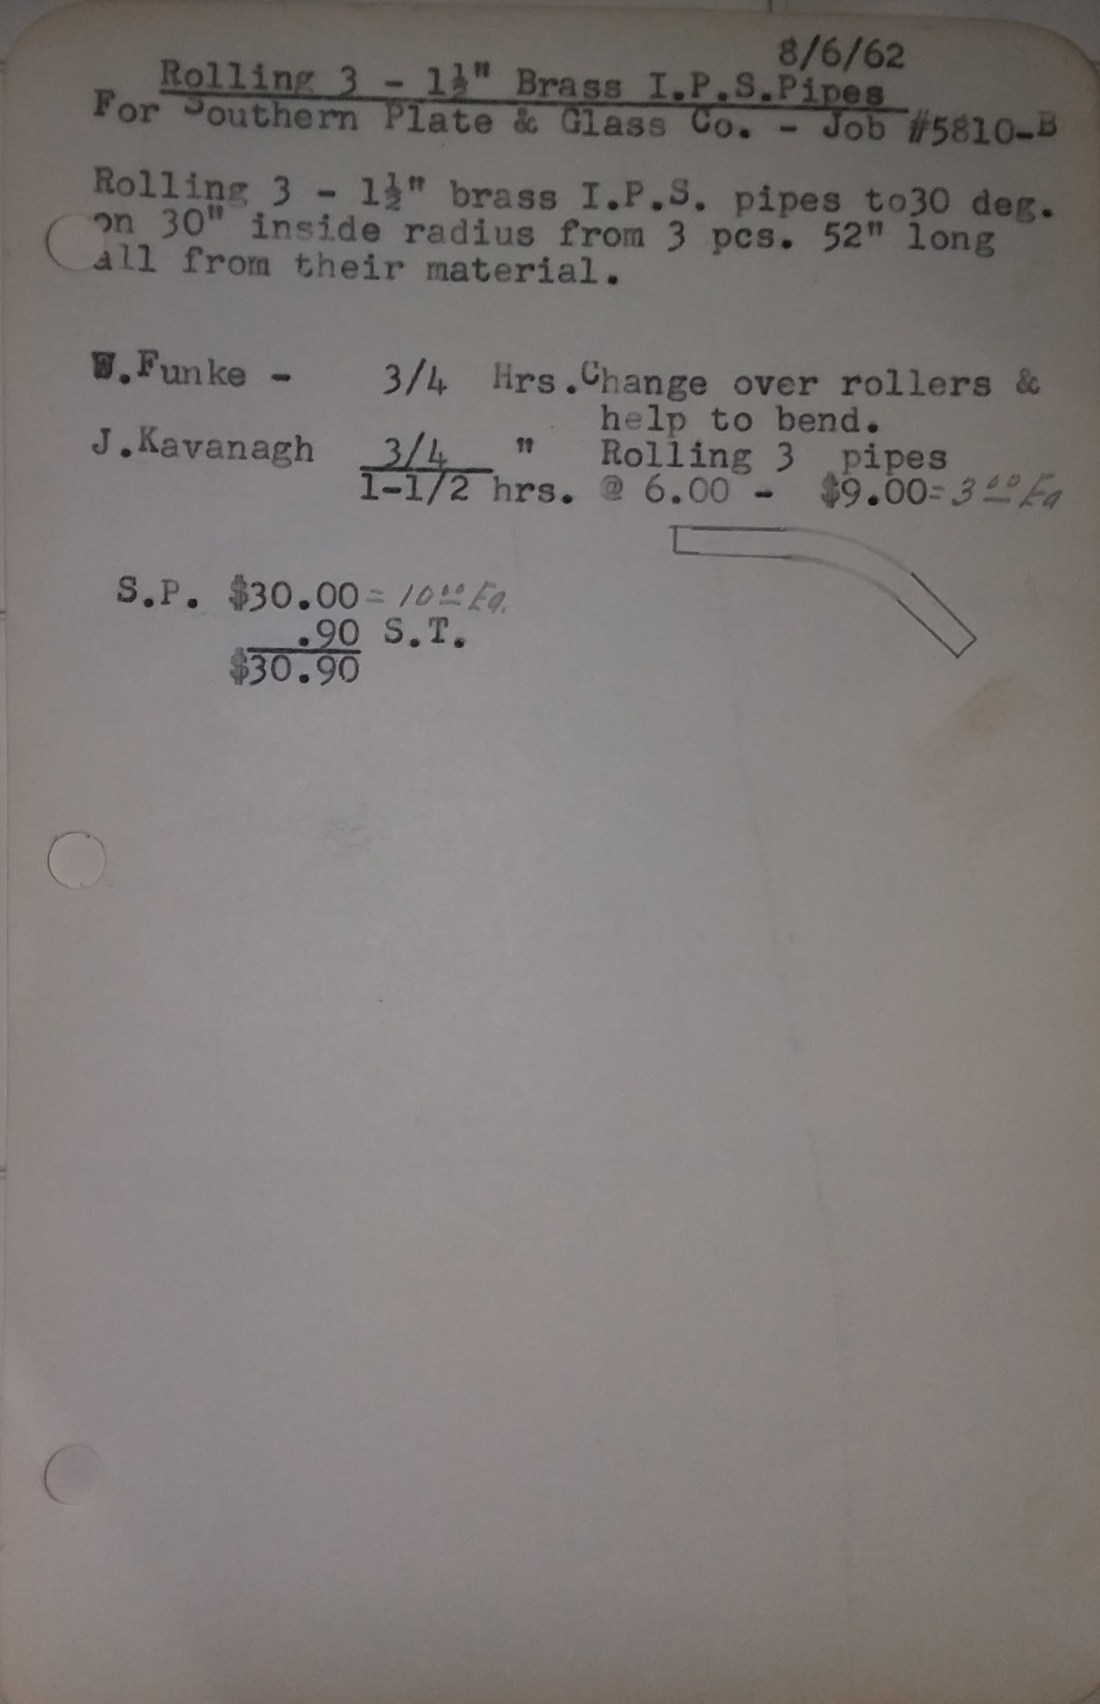 8/6/62
Rolling 3 - 1½" Brass I.P.S.Pipes
For Southern Plate & Glass Co. - Job #5810-B
Rolling 3 - 1½" brass I.P.S. pipes to30 deg.
on 30" inside radius from 3 pcs. 52" long
all from their material.
W.Funke - 3/4 Hrs.Change over rollers &
help to bend.
J.Kavanagh 3/4 " Rolling 3 pipes
1-1/2 hrs. @ 6.00 - $9.00=3 00 Ea
S.P. $30.00=10 00 Ea.
.90 S.T.
$30.90